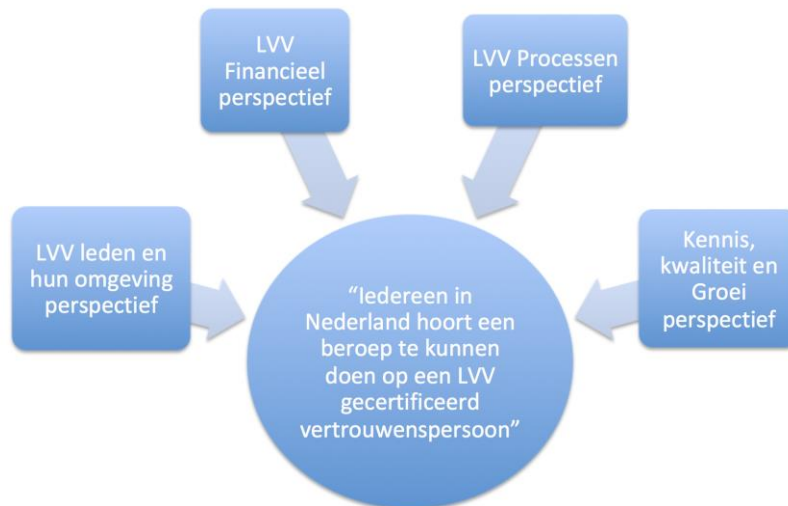 LVV
Financieel
perspectief
LVV Processen
perspectief
LVV leden en
hun omgeving
perspectief
Kennis,
kwaliteit en
Groei
perspectief
“Iedereen in
Nederland hoort een
beroep te kunnen
doen op een LVV
gecertificeerd
vertrouwenspersoon”